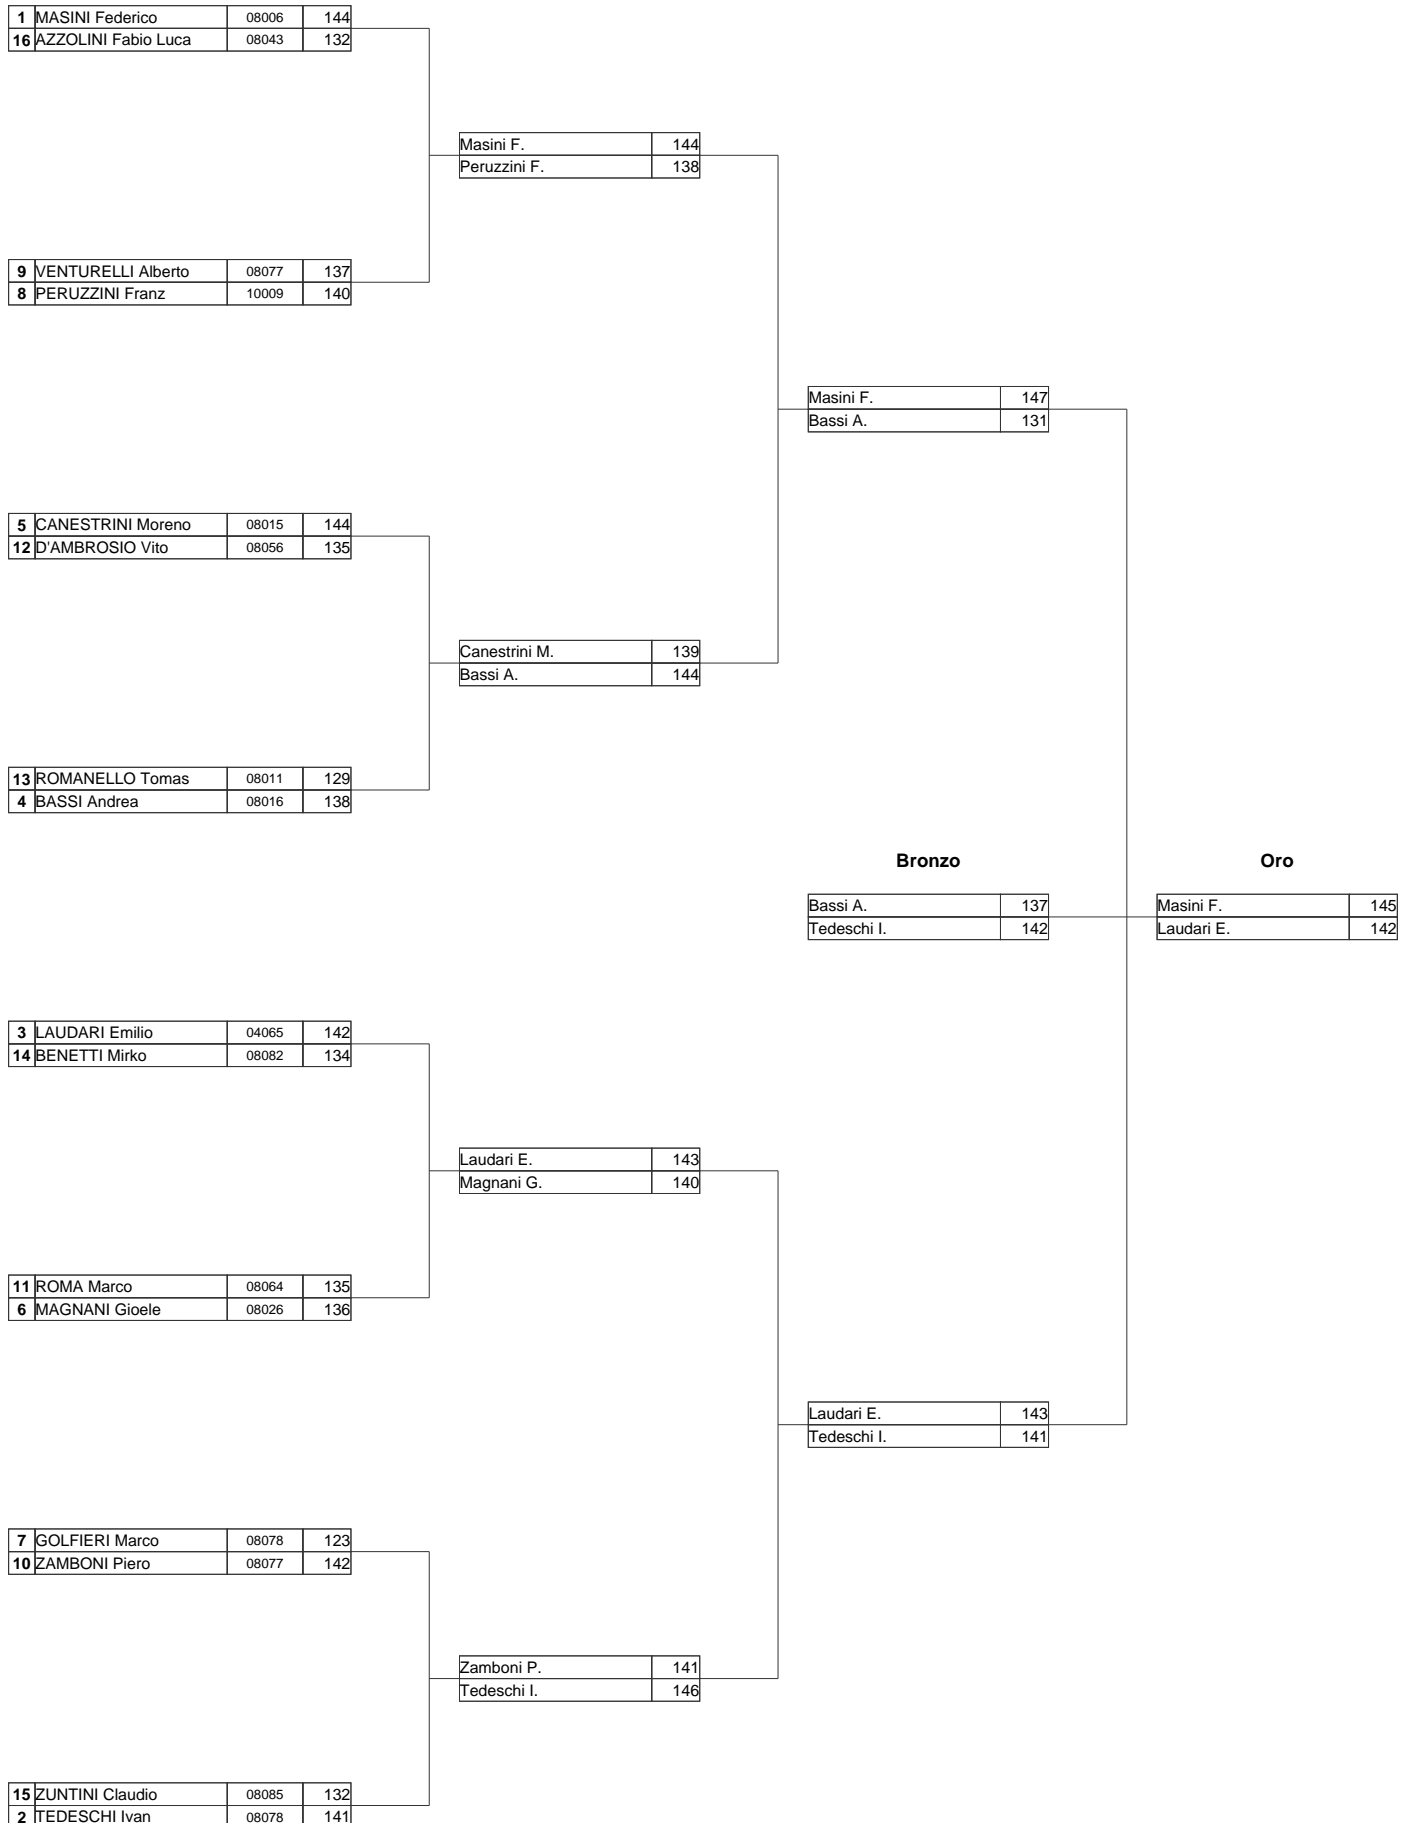 1 MASINI Federico 08006 144
16 AZZOLINI Fabio Luca 08043 132
Masini F. 144
Peruzzini F. 138
9 VENTURELLI Alberto 08077 137
8 PERUZZINI Franz 10009 140
Masini F. 147
Bassi A. 131
5 CANESTRINI Moreno 08015 144
12 D'AMBROSIO Vito 08056 135
Canestrini M. 139
Bassi A. 144
13 ROMANELLO Tomas 08011 129
4 BASSI Andrea 08016 138
Bronzo Oro
Bassi A. 137 Masini F. 145
Tedeschi I. 142 Laudari E. 142
3 LAUDARI Emilio 04065 142
14 BENETTI Mirko 08082 134
Laudari E. 143
Magnani G. 140
11 ROMA Marco 08064 135
6 MAGNANI Gioele 08026 136
Laudari E. 143
Tedeschi I. 141
7 GOLFIERI Marco 08078 123
10 ZAMBONI Piero 08077 142
Zamboni P. 141
Tedeschi I. 146
15 ZUNTINI Claudio 08085 132
2 TEDESCHI Ivan 08078 141